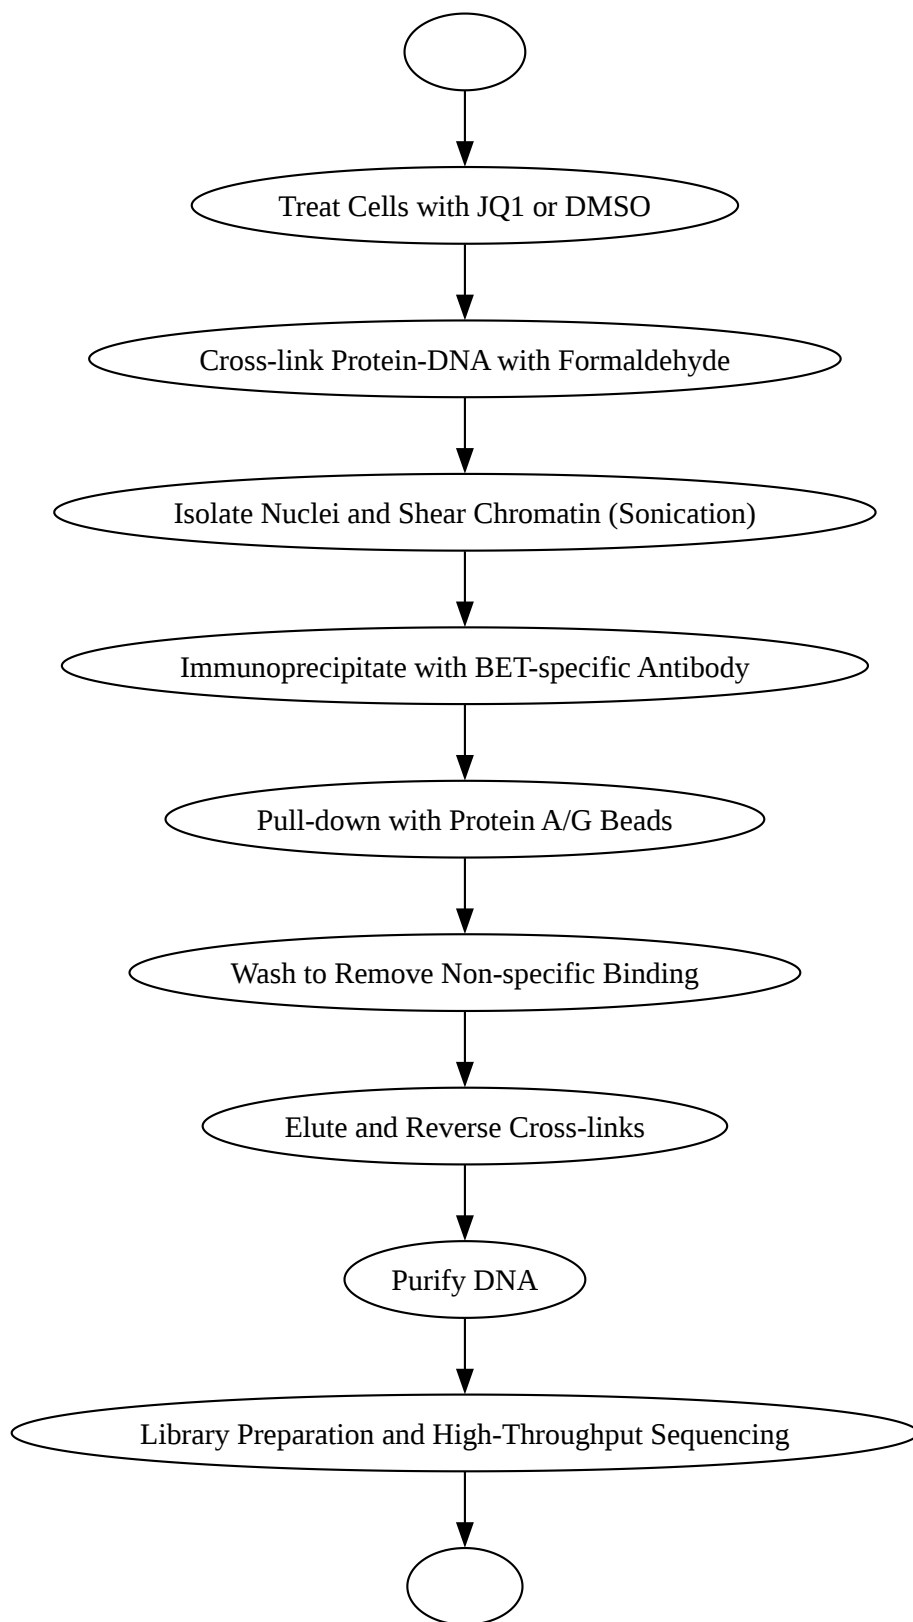 Treat Cells with JQ1 or DMSO
Cross-link Protein-DNA with Formaldehyde
Isolate Nuclei and Shear Chromatin (Sonication)
Immunoprecipitate with BET-specific Antibody
Pull-down with Protein A/G Beads
Wash to Remove Non-specific Binding
Elute and Reverse Cross-links
Purify DNA
Library Preparation and High-Throughput Sequencing